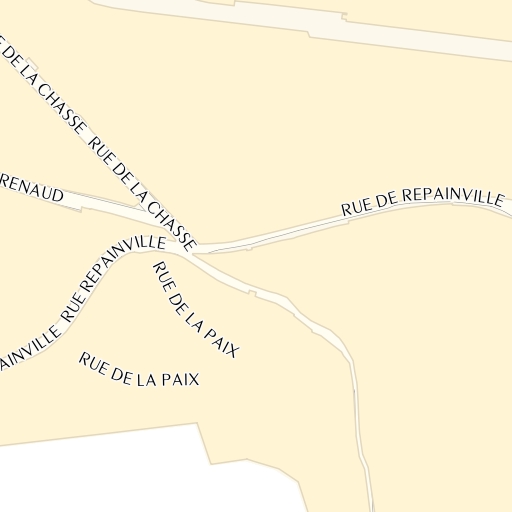 DE LA CHASSE
RUE DE LA CHASSE
RENAUD
RUE DE REPAINVILLE
RUE REPAINVILLE
AINVILLE
RUE DE LA PAIX
RUE DE LA PAIX